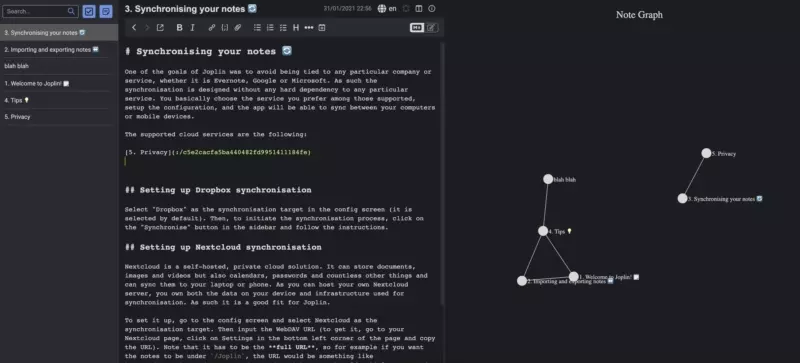 Search...
3. Synchronising your notes 🔄
2. Importing and exporting notes ➡️
blah blah
1. Welcome to Joplin! 🗒️
4. Tips 💡
5. Privacy
3. Synchronising your notes 🔄
31/01/2021 22:56
en
B I H
# Synchronising your notes 🔄
One of the goals of Joplin was to avoid being tied to any particular company or
service, whether it is Evernote, Google or Microsoft. As such the
synchronisation is designed without any hard dependency to any particular
service. You basically choose the service you prefer among those supported,
setup the configuration, and the app will be able to sync between your computers
or mobile devices.
The supported cloud services are the following:
[5. Privacy](:/c5e2cacfa5ba440482fd9951411184fe)
## Setting up Dropbox synchronisation
Select "Dropbox" as the synchronisation target in the config screen (it is
selected by default). Then, to initiate the synchronisation process, click on
the "Synchronise" button in the sidebar and follow the instructions.
## Setting up Nextcloud synchronisation
Nextcloud is a self-hosted, private cloud solution. It can store documents,
images and videos but also calendars, passwords and countless other things and
can sync them to your laptop or phone. As you can host your own Nextcloud
server, you own both the data on your device and infrastructure used for
synchronisation. As such it is a good fit for Joplin.
To set it up, go to the config screen and select Nextcloud as the
synchronisation target. Then input the WebDAV URL (to get it, go to your
Nextcloud page, click on Settings in the bottom left corner of the page and copy
the URL). Note that it has to be the **full URL**, so for example if you want
the notes to be under `/Joplin`, the URL would be something like
Note Graph
5. Privacy
3. Synchronising your notes 🔄
blah blah
4. Tips 💡
1. Welcome to Joplin! 🗒️
2. Importing and exporting notes ➡️